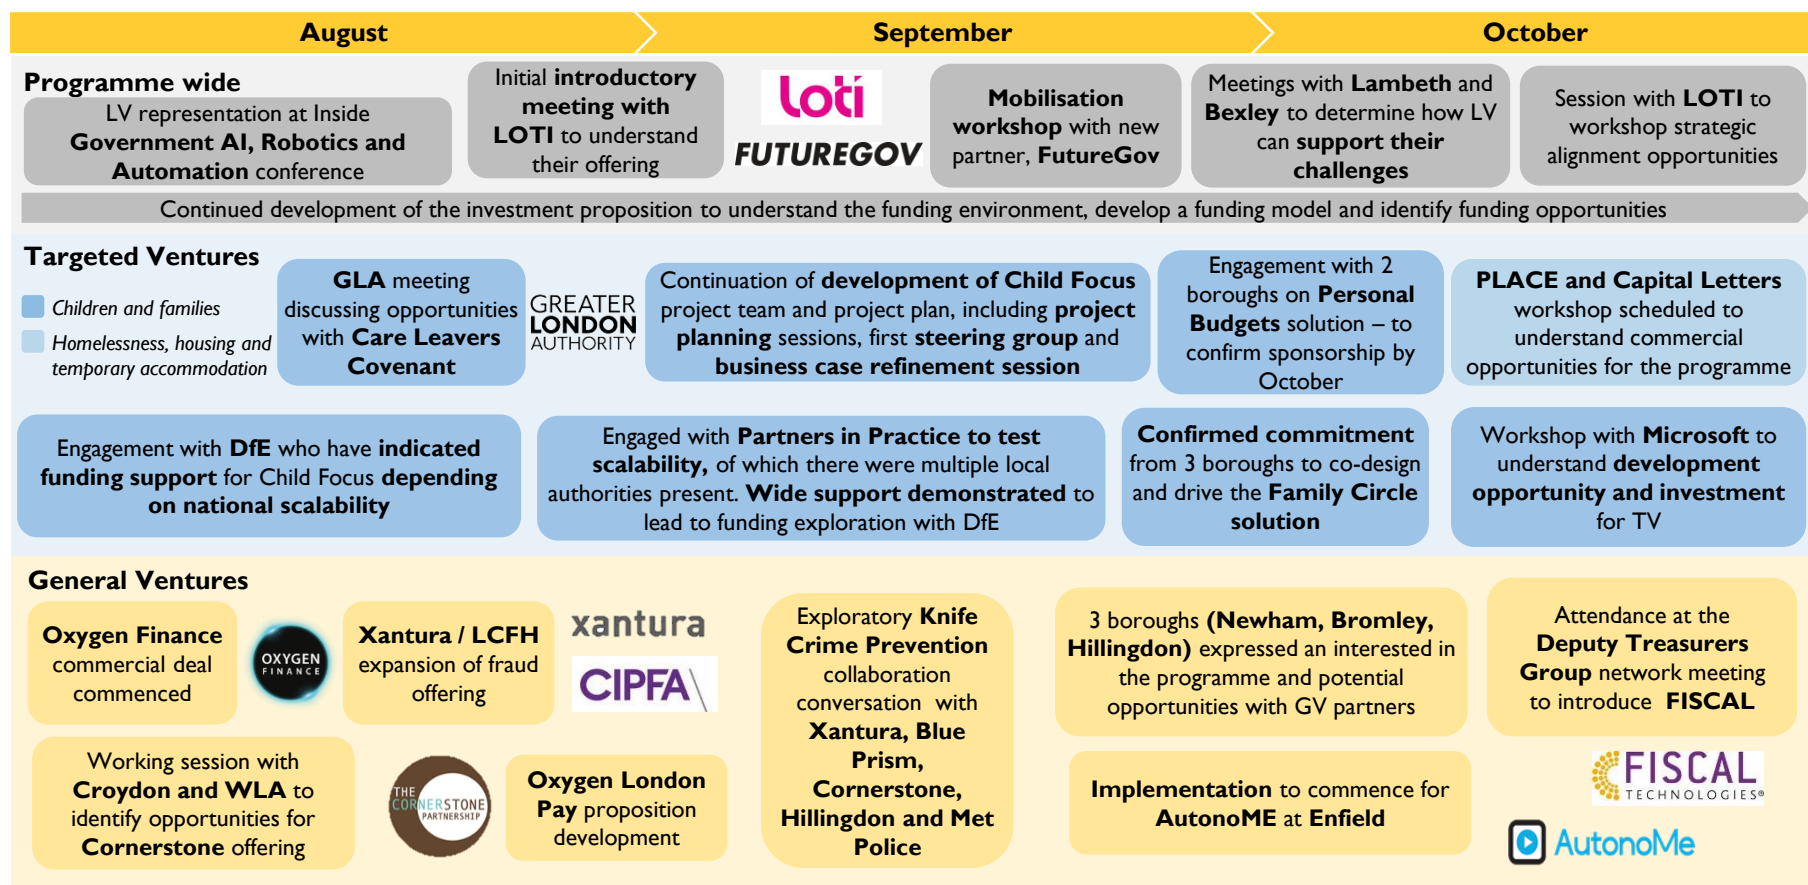 August
September
October
Programme wide
LV representation at Inside
Government AI, Robotics and
Automation conference
Initial introductory
meeting with
LOTI to understand
their offering
Loti
FUTUREGOV
Mobilisation
workshop with new
partner, FutureGov
Meetings with Lambeth and
Bexley to determine how LV
can support their
challenges
Session with LOTI to
workshop strategic
alignment opportunities
Continued development of the investment proposition to understand the funding environment, develop a funding model and identify funding opportunities
Targeted Ventures
Children and families
Homelessness, housing and
temporary accommodation
GLA meeting
discussing opportunities
with Care Leavers
Covenant
GREATER
LONDON
AUTHORITY
Continuation of development of Child Focus
project team and project plan, including project
planning sessions, first steering group and
business case refinement session
Engagement with 2
boroughs on Personal
Budgets solution – to
confirm sponsorship by
October
PLACE and Capital Letters
workshop scheduled to
understand commercial
opportunities for the programme
Engagement with DfE who have indicated
funding support for Child Focus depending
on national scalability
Engaged with Partners in Practice to test
scalability, of which there were multiple local
authorities present. Wide support demonstrated to
lead to funding exploration with DfE
Confirmed commitment
from 3 boroughs to co-design
and drive the Family Circle
solution
Workshop with Microsoft to
understand development
opportunity and investment
for TV
General Ventures
Oxygen Finance
commercial deal
commenced
OXYGEN
FINANCE
Xantura / LCFH
expansion of fraud
offering
xantura
CIPFA
Exploratory Knife
Crime Prevention
collaboration
conversation with
Xantura, Blue
Prism,
Cornerstone,
Hillingdon and Met
Police
3 boroughs (Newham, Bromley,
Hillingdon) expressed an interested in
the programme and potential
opportunities with GV partners
Attendance at the
Deputy Treasurers
Group network meeting
to introduce FISCAL
Working session with
Croydon and WLA to
identify opportunities for
Cornerstone offering
THE
CORNERSTONE
PARTNERSHIP
Oxygen London
Pay proposition
development
Implementation to commence for
AutonoME at Enfield
FISCAL
TECHNOLOGIES®
AutonoMe